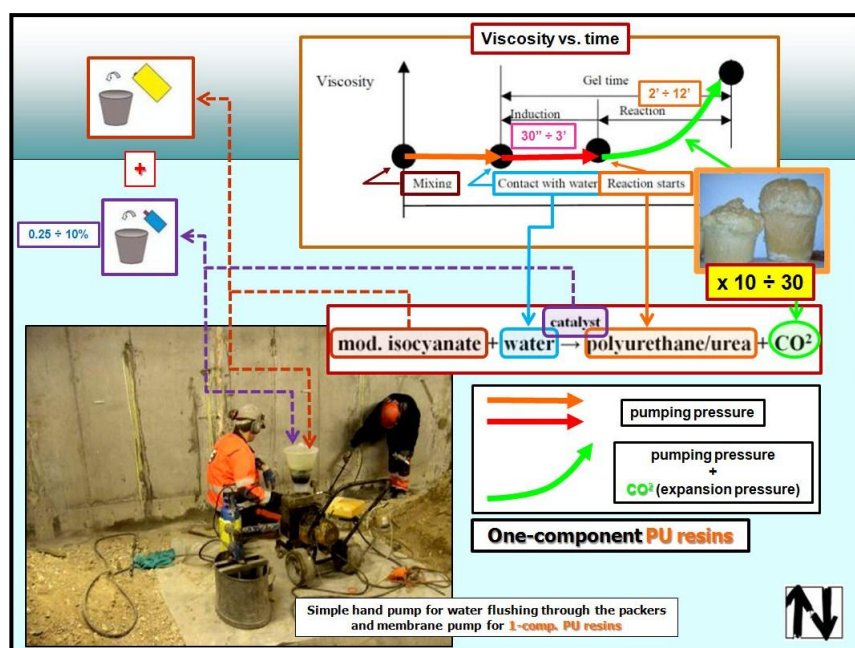 Viscosity vs. time
Viscosity
Gel time
2' ÷ 12'
Induction
Reaction
30" ÷ 3'
Mixing
Contact with water
Reaction starts
+
0.25 ÷ 10%
x 10 ÷ 30
catalyst
mod. isocyanate + water → polyurethane/urea + CO²
pumping pressure
pumping pressure
+
CO² (expansion pressure)
One-component PU resins
Simple hand pump for water flushing through the packers
and membrane pump for 1-comp. PU resins